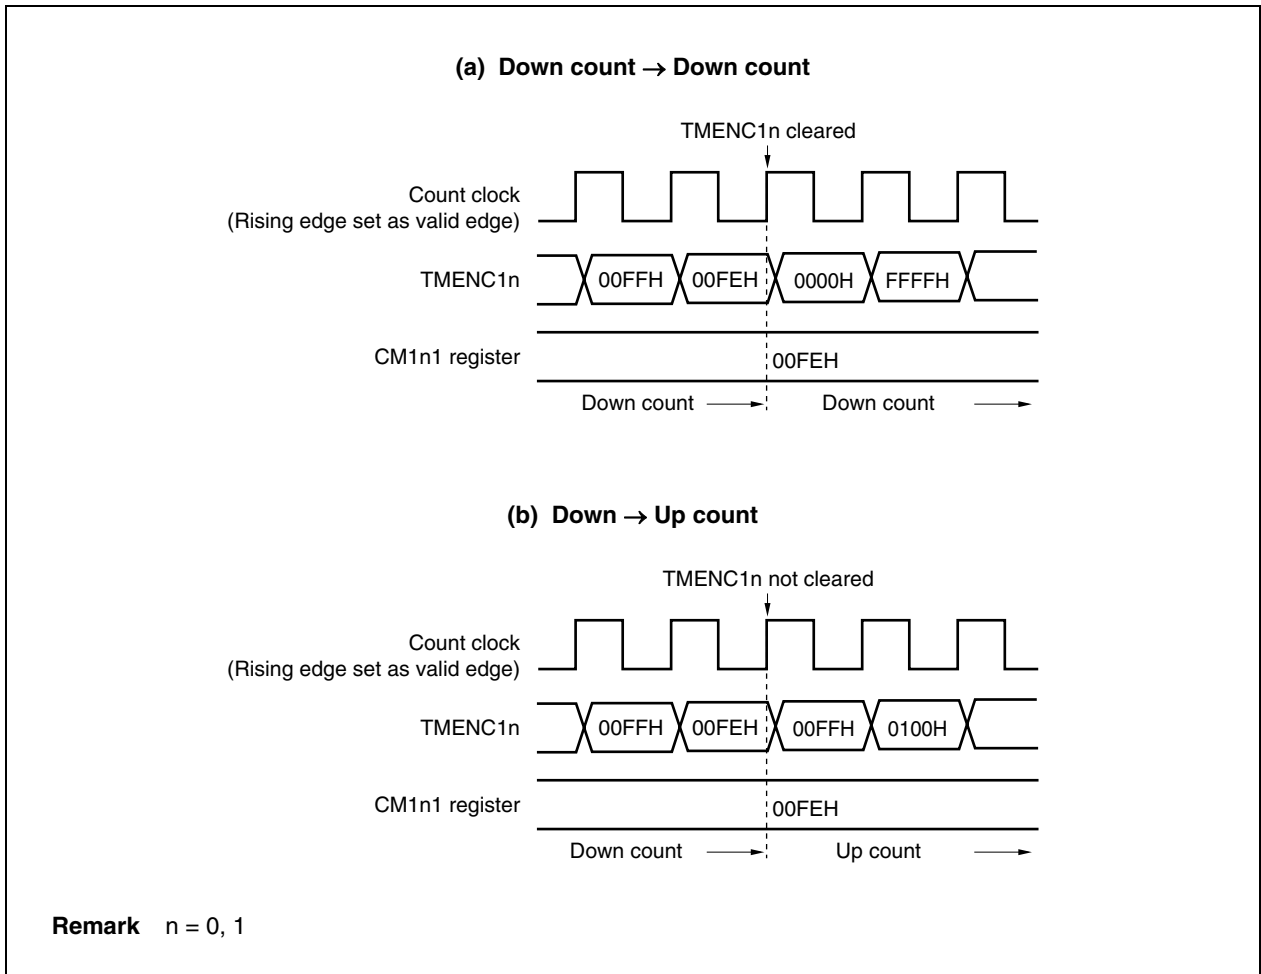 (a) Down count → Down count
TMENC1n cleared
Count clock
(Rising edge set as valid edge)
TMENC1n
00FFH 00FEH 0000H FFFFH
CM1n1 register
00FEH
Down count
Down count
(b) Down → Up count
TMENC1n not cleared
Count clock
(Rising edge set as valid edge)
TMENC1n
00FFH 00FEH 00FFH 0100H
CM1n1 register
00FEH
Down count
Up count
Remark n = 0, 1